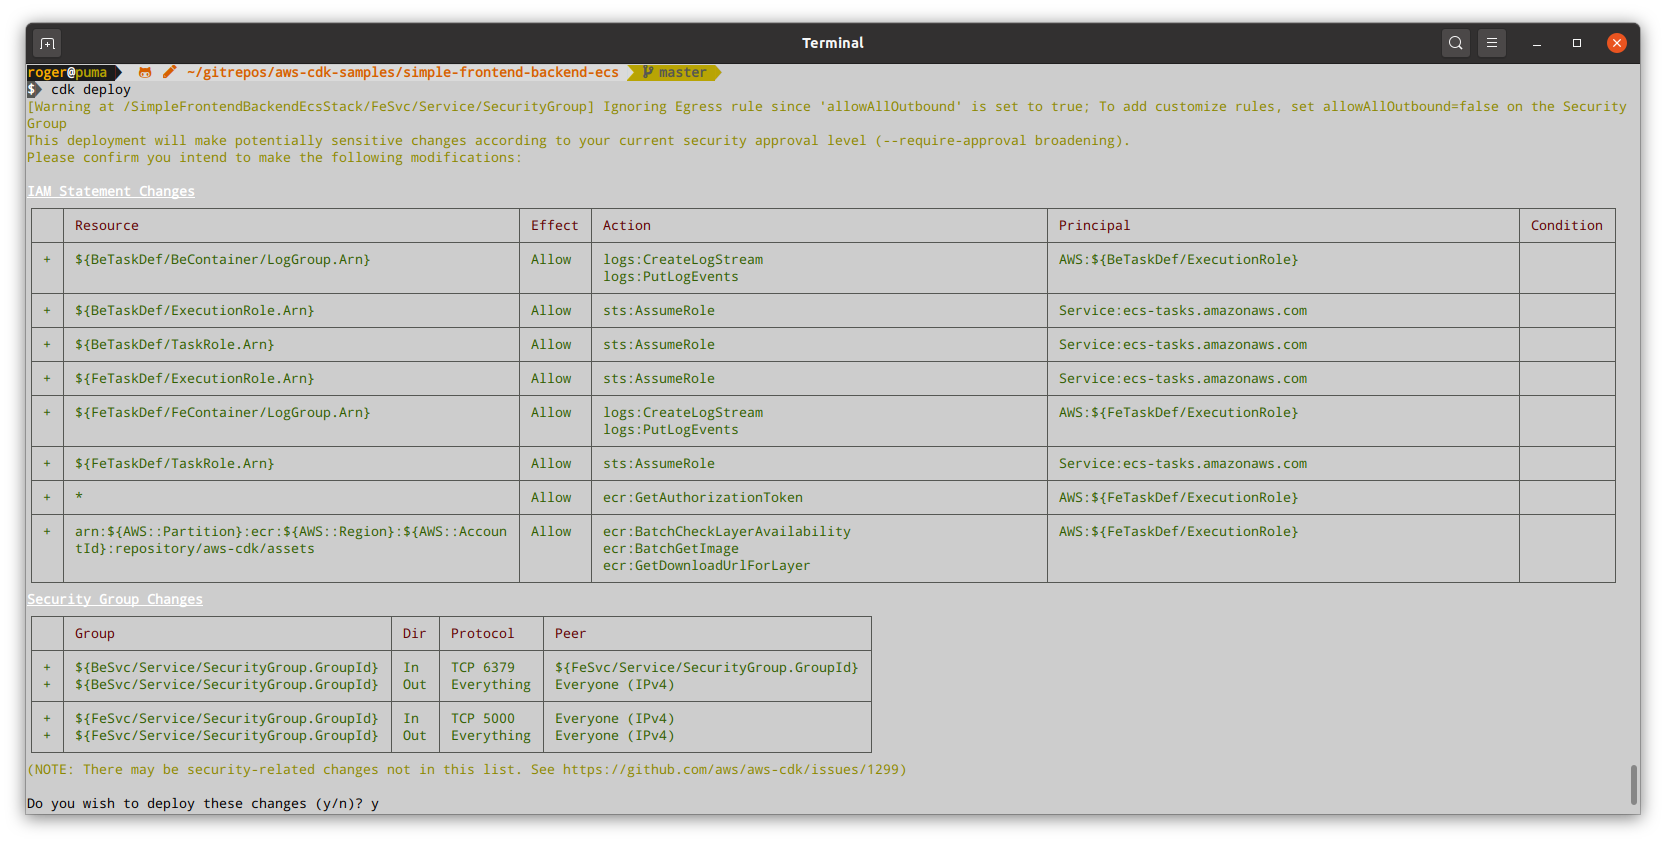 Terminal
roger@puma ~/gitrepos/aws-cdk-samples/simple-frontend-backend-ecs master
$ cdk deploy
[Warning at /SimpleFrontendBackendEcsStack/FeSvc/Service/SecurityGroup] Ignoring Egress rule since 'allowAllOutbound' is set to true; To add customize rules, set allowAllOutbound=false on the Security
Group
This deployment will make potentially sensitive changes according to your current security approval level (--require-approval broadening).
Please confirm you intend to make the following modifications:
IAM Statement Changes
Resource Effect Action Principal Condition
+ ${BeTaskDef/BeContainer/LogGroup.Arn} Allow logs:CreateLogStream AWS:${BeTaskDef/ExecutionRole}
logs:PutLogEvents
+ ${BeTaskDef/ExecutionRole.Arn} Allow sts:AssumeRole Service:ecs-tasks.amazonaws.com
+ ${BeTaskDef/TaskRole.Arn} Allow sts:AssumeRole Service:ecs-tasks.amazonaws.com
+ ${FeTaskDef/ExecutionRole.Arn} Allow sts:AssumeRole Service:ecs-tasks.amazonaws.com
+ ${FeTaskDef/FeContainer/LogGroup.Arn} Allow logs:CreateLogStream AWS:${FeTaskDef/ExecutionRole}
logs:PutLogEvents
+ ${FeTaskDef/TaskRole.Arn} Allow sts:AssumeRole Service:ecs-tasks.amazonaws.com
+ * Allow ecr:GetAuthorizationToken AWS:${FeTaskDef/ExecutionRole}
+ arn:${AWS::Partition}:ecr:${AWS::Region}:${AWS::Accoun Allow ecr:BatchCheckLayerAvailability AWS:${FeTaskDef/ExecutionRole}
tId}:repository/aws-cdk/assets ecr:BatchGetImage
ecr:GetDownloadUrlForLayer
Security Group Changes
Group Dir Protocol Peer
+ ${BeSvc/Service/SecurityGroup.GroupId} In TCP 6379 ${FeSvc/Service/SecurityGroup.GroupId}
+ ${BeSvc/Service/SecurityGroup.GroupId} Out Everything Everyone (IPv4)
+ ${FeSvc/Service/SecurityGroup.GroupId} In TCP 5000 Everyone (IPv4)
+ ${FeSvc/Service/SecurityGroup.GroupId} Out Everything Everyone (IPv4)
(NOTE: There may be security-related changes not in this list. See https://github.com/aws/aws-cdk/issues/1299)
Do you wish to deploy these changes (y/n)? y